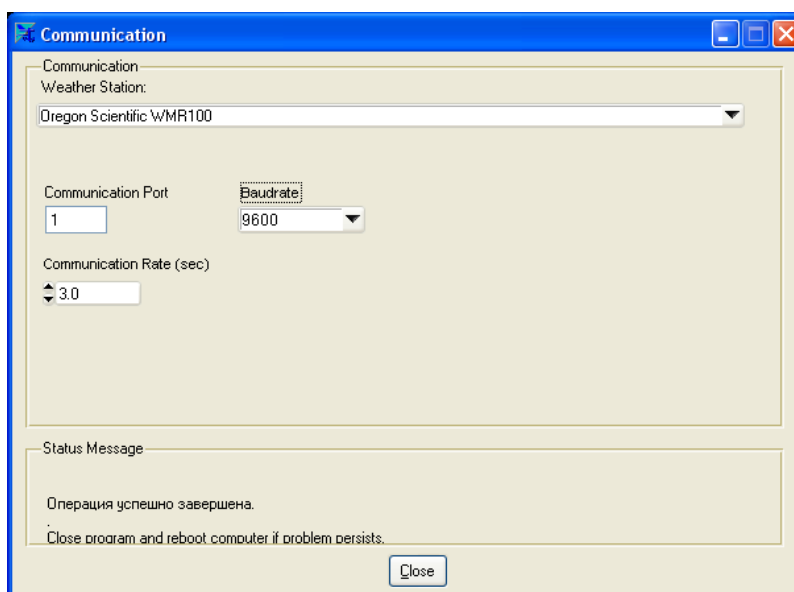 Communication
Communication
Weather Station:
Oregon Scientific WMR100
Communication Port
Baudrate
1
9600
Communication Rate (sec)
3.0
Status Message
Операция успешно завершена.
.
Close program and reboot computer if problem persists.
Close